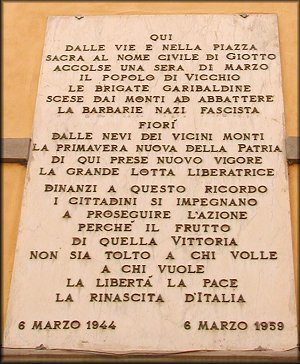 QUI
DALLE VIE E NELLA PIAZZA
SACRA AL NOME CIVILE DI GIOTTO
ACCOLSE UNA SERA DI MARZO
IL POPOLO DI VICCHIO
LE BRIGATE GARIBALDINE
SCESE DAI MONTI AD ABBATTERE
LA BARBARIE NAZI FASCISTA
FIORÍ
DALLE NEVI DEI VICINI MONTI
LA PRIMAVERA NUOVA DELLA PATRIA
DI QUI PRESE NUOVO VIGORE
LA GRANDE LOTTA LIBERATRICE
DINANZI A QUESTO RICORDO
I CITTADINI SI IMPEGNANO
A PROSEGUIRE L'AZIONE
PERCHÉ IL FRUTTO
DI QUELLA VITTORIA
NON SIA TOLTO A CHI VOLLE
A CHI VUOLE
LA LIBERTÁ LA PACE
LA RINASCITA D'ITALIA
6 MARZO 1944 6 MARZO 1959